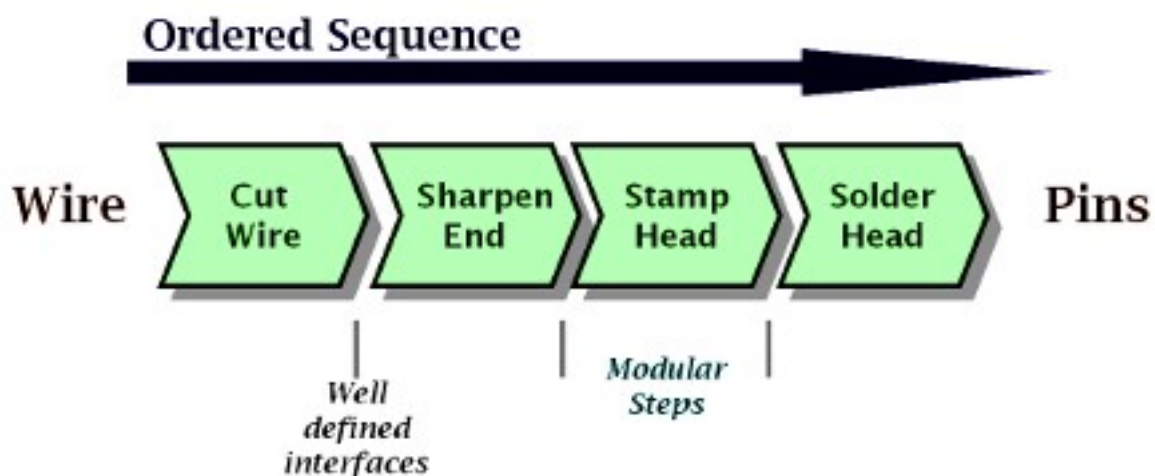 Ordered Sequence
Wire
Cut
Wire
Sharpen
End
Stamp
Head
Solder
Head
Pins
Well
defined
interfaces
Modular
Steps